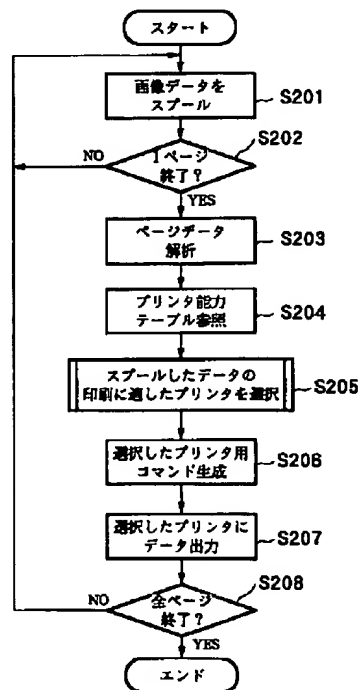 スタート
画像データを
スプール
S201
S202
NO
1ページ
終了?
YES
ページデータ
解析
S203
プリンタ能力
テーブル参照
S204
スプールしたデータの
印刷に適したプリンタを選択
S205
選択したプリンタ用
コマンド生成
S206
選択したプリンタに
データ出力
S207
S208
NO
全ページ
終了?
YES
エンド